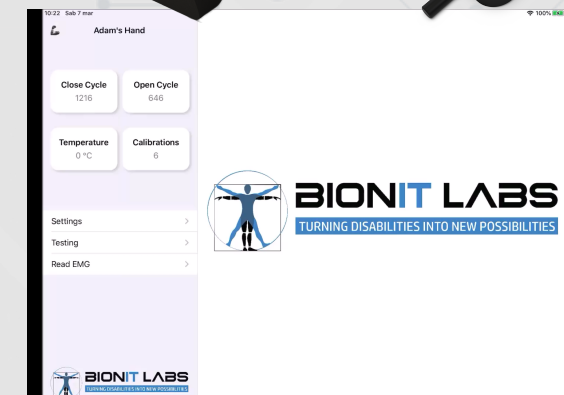 10:22 Sab 7 mar
100%
Adam's Hand
Close Cycle
1216
Open Cycle
646
Temperature
0 °C
Calibrations
6
Settings
Testing
Read EMG
BIONIT LABS
TURNING DISABILITIES INTO NEW POSSIBILITIES
BIONIT LABS
TURNING DISABILITIES INTO NEW POSSIBILITIES